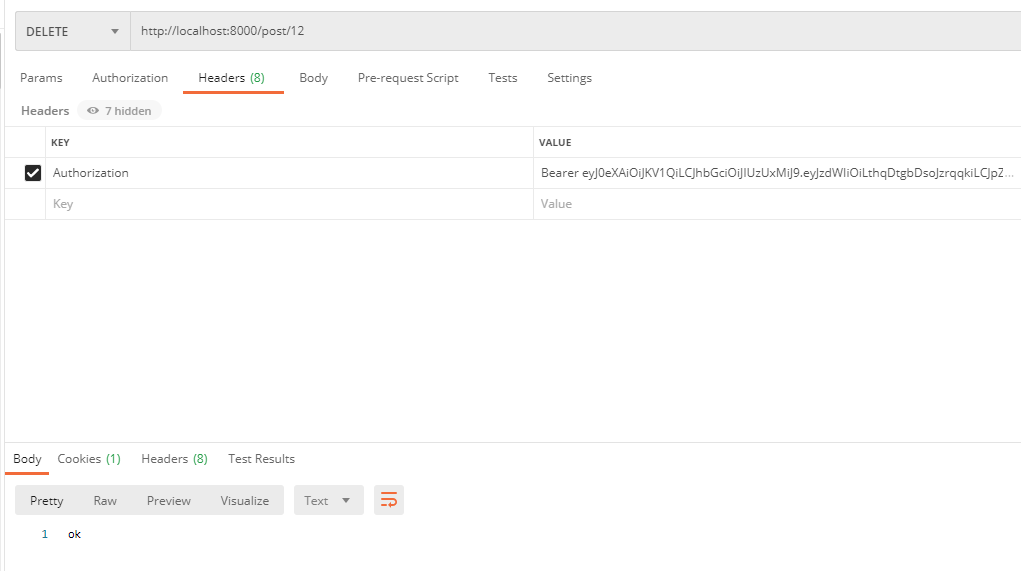 DELETE http://localhost:8000/post/12
Params Authorization Headers (8) Body Pre-request Script Tests Settings
Headers 7 hidden
KEY VALUE
Authorization Bearer eyJ0eXAiOiJKV1QiLCJhbGciOiJIUzUxMiJ9.eyJzdWIiOiLthqDtgbDsoJzrqqkiLCJpZ...
Key Value
Body Cookies (1) Headers (8) Test Results
Pretty Raw Preview Visualize Text
1 ok